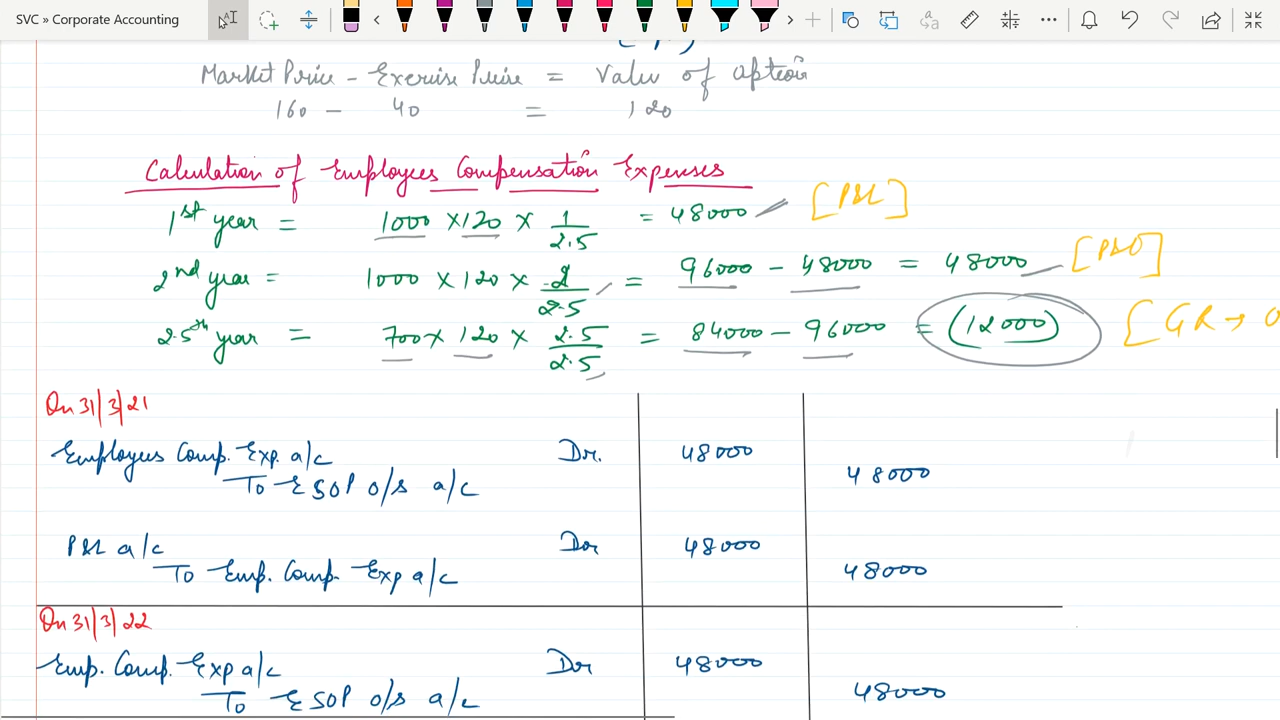 SVC » Corporate Accounting
Market Price - Exercise Price = Value of option
160 - 40 = 120
Calculation of Employees Compensation Expenses
1st year = 1000 × 120 × 1/2.5 = 48000 [P&L]
2nd year = 1000 × 120 × 2/2.5 = 96000 - 48000 = 48000
2.5th year = 700 × 120 × 2.5/2.5 = 84000 - 96000 = (12000) [GR →
On 31/3/21
Employees Comp. Exp. a/c Dr. 48000
To ESOP o/s a/c 48000
P&L a/c Dr 48000
To Emp. Comp. Exp a/c 48000
On 31/3/22
Emp. Comp. Exp a/c Dr 48000
To ESOP o/s a/c 48000